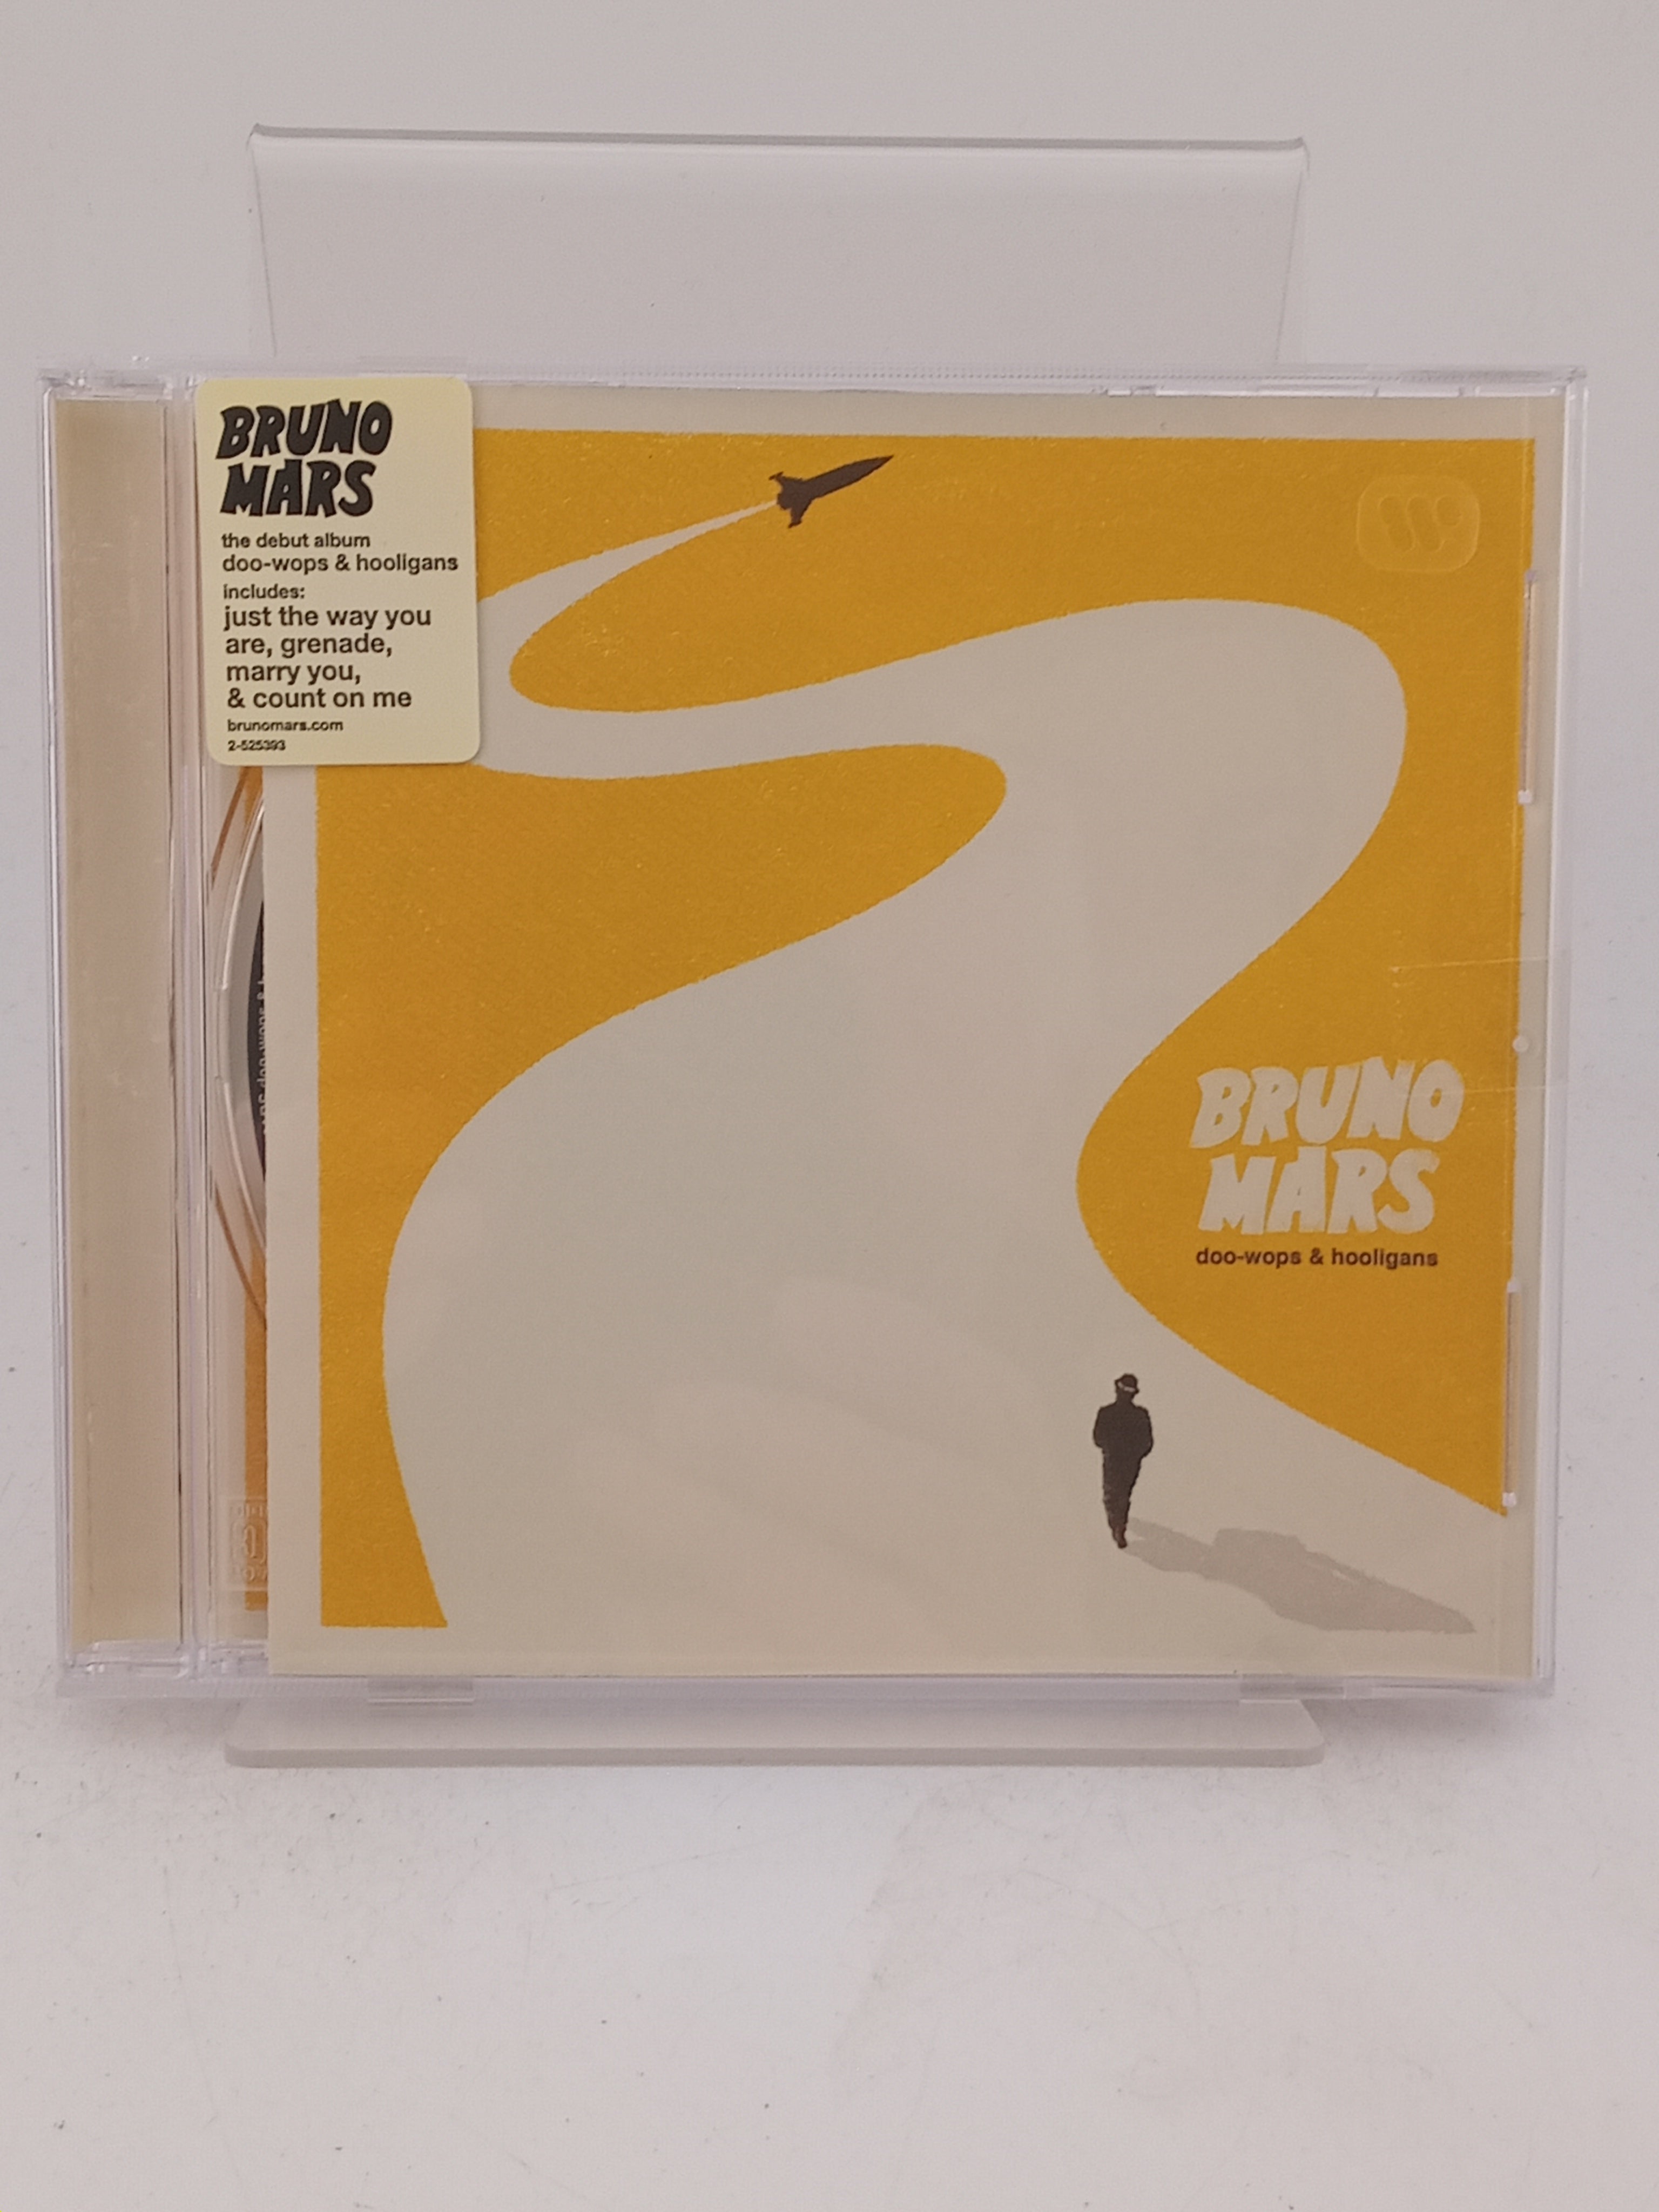 BRUNO
MARS
the debut album
doo-wops & hooligans
includes:
just the way you
are, grenade,
marry you,
& count on me
brunomars.com
2-525393
BRUNO
MARS
doo-wops & hooligans